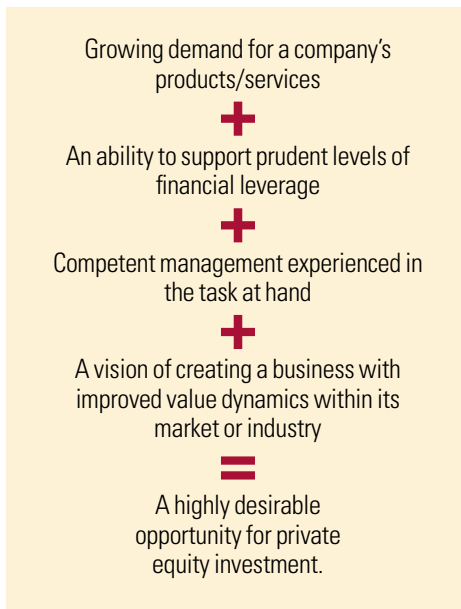 Growing demand for a company’s
products/services
+
An ability to support prudent levels of
financial leverage
+
Competent management experienced in
the task at hand
+
A vision of creating a business with
improved value dynamics within its
market or industry
=
A highly desirable
opportunity for private
equity investment.